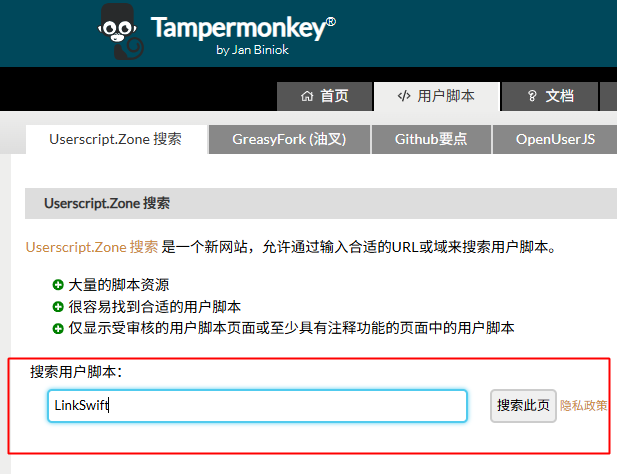 Tampermonkey®
by Jan Biniok
首页
</> 用户脚本
文档
Userscript.Zone 搜索
GreasyFork (油叉)
Github要点
OpenUserJS
Userscript.Zone 搜索
Userscript.Zone 搜索 是一个新网站，允许通过输入合适的URL或域来搜索用户脚本。
大量的脚本资源
很容易找到合适的用户脚本
仅显示受审核的用户脚本页面或至少具有注释功能的页面中的用户脚本
搜索用户脚本：
LinkSwift
搜索此页
隐私政策